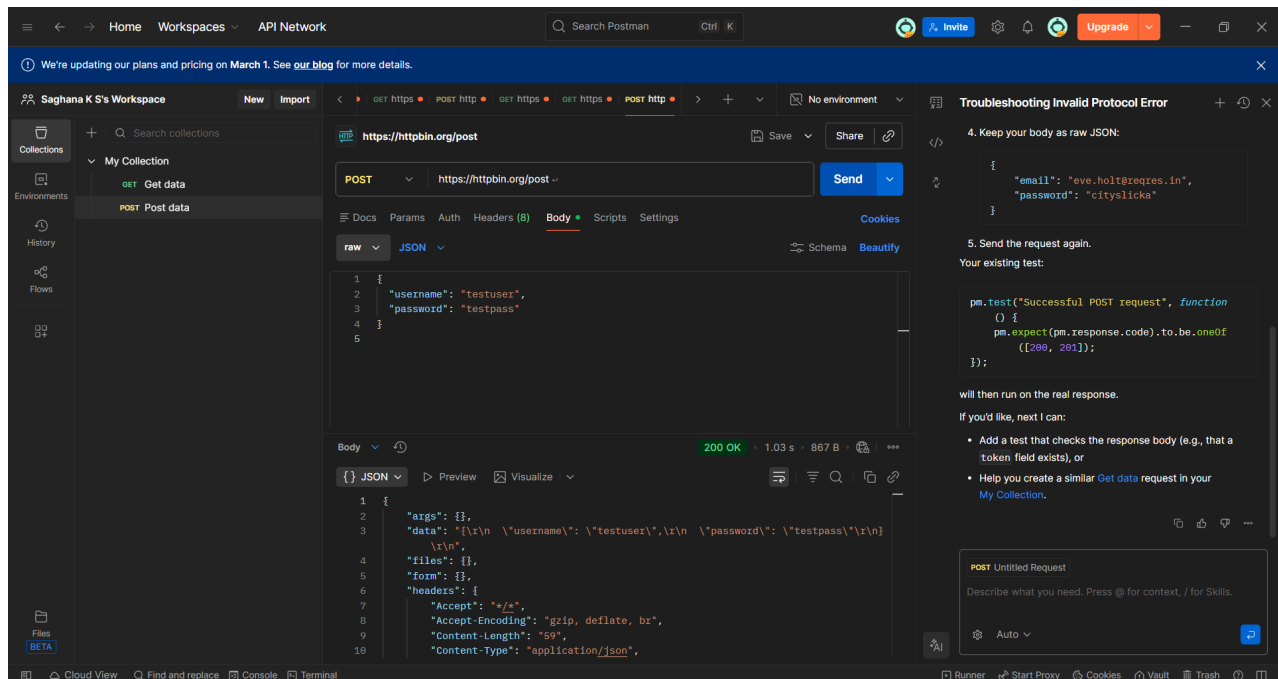 Home Workspaces API Network Search Postman Ctrl K Invite Upgrade
We're updating our plans and pricing on March 1. See our blog for more details.
Saghana K S's Workspace New Import
GET https POST http GET https GET https POST http No environment
Collections
Environments
History
Flows
Files
BETA
Search collections
My Collection
GET Get data
POST Post data
HTTP https://httpbin.org/post Save Share
POST https://httpbin.org/post Send
Docs Params Auth Headers (8) Body Scripts Settings Cookies
raw JSON Schema Beautify
1 {
2 "username": "testuser",
3 "password": "testpass"
4 }
5
Body 200 OK 1.03 s 867 B
{} JSON Preview Visualize
1 {
2 "args": {},
3 "data": "{\r\n \"username\": \"testuser\",\r\n \"password\": \"testpass\"\r\n}
\r\n",
4 "files": {},
5 "form": {},
6 "headers": {
7 "Accept": "*/*",
8 "Accept-Encoding": "gzip, deflate, br",
9 "Content-Length": "59",
10 "Content-Type": "application/json",
Troubleshooting Invalid Protocol Error
4. Keep your body as raw JSON:
{
"email": "eve.holt@reqres.in",
"password": "cityslicka"
}
5. Send the request again.
Your existing test:
pm.test("Successful POST request", function
() {
pm.expect(pm.response.code).to.be.oneOf
([200, 201]);
});
will then run on the real response.
If you'd like, next I can:
• Add a test that checks the response body (e.g., that a
token field exists), or
• Help you create a similar Get data request in your
My Collection.
POST Untitled Request
Describe what you need. Press @ for context, / for Skills.
Auto
AI
Cloud View Find and replace Console Terminal Runner Start Proxy Cookies Vault Trash